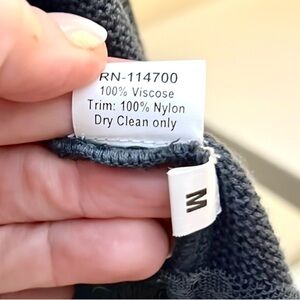 RN-114700
100% Viscose
Trim: 100% Nylon
Dry Clean only
M